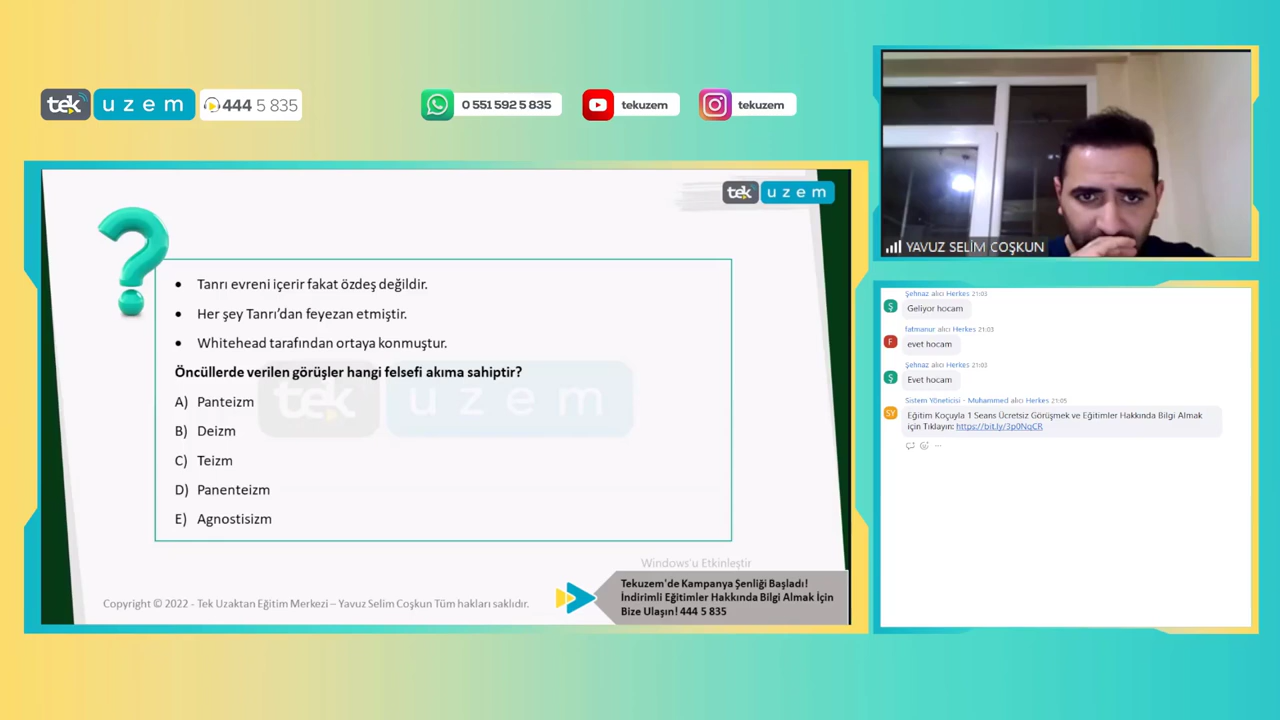 tek uzem 444 5 835
0 551 592 5 835
tekuzem
tekuzem
tek uzem
Tanrı evreni içerir fakat özdeş değildir.
Her şey Tanrı'dan feyezan etmiştir.
Whitehead tarafından ortaya konmuştur.
Öncüllerde verilen görüşler hangi felsefi akıma sahiptir?
A) Panteizm
B) Deizm
C) Teizm
D) Panenteizm
E) Agnostisizm
tek uzem
Windows'u Etkinleştir
Tekuzem'de Kampanya Şenliği Başladı!
İndirimli Eğitimler Hakkında Bilgi Almak İçin
Bize Ulaşın! 444 5 835
Copyright © 2022 - Tek Uzaktan Eğitim Merkezi – Yavuz Selim Coşkun Tüm hakları saklıdır.
YAVUZ SELİM COŞKUN
Şehnaz alıcı Herkes 21:03
Ş
Geliyor hocam
fatmanur alıcı Herkes 21:03
F
evet hocam
Şehnaz alıcı Herkes 21:03
Ş
Evet hocam
Sistem Yöneticisi - Muhammed alıcı Herkes 21:05
SY
Eğitim Koçuyla 1 Seans Ücretsiz Görüşmek ve Eğitimler Hakkında Bilgi Almak
için Tıklayın: https://bit.ly/3p0NqCR